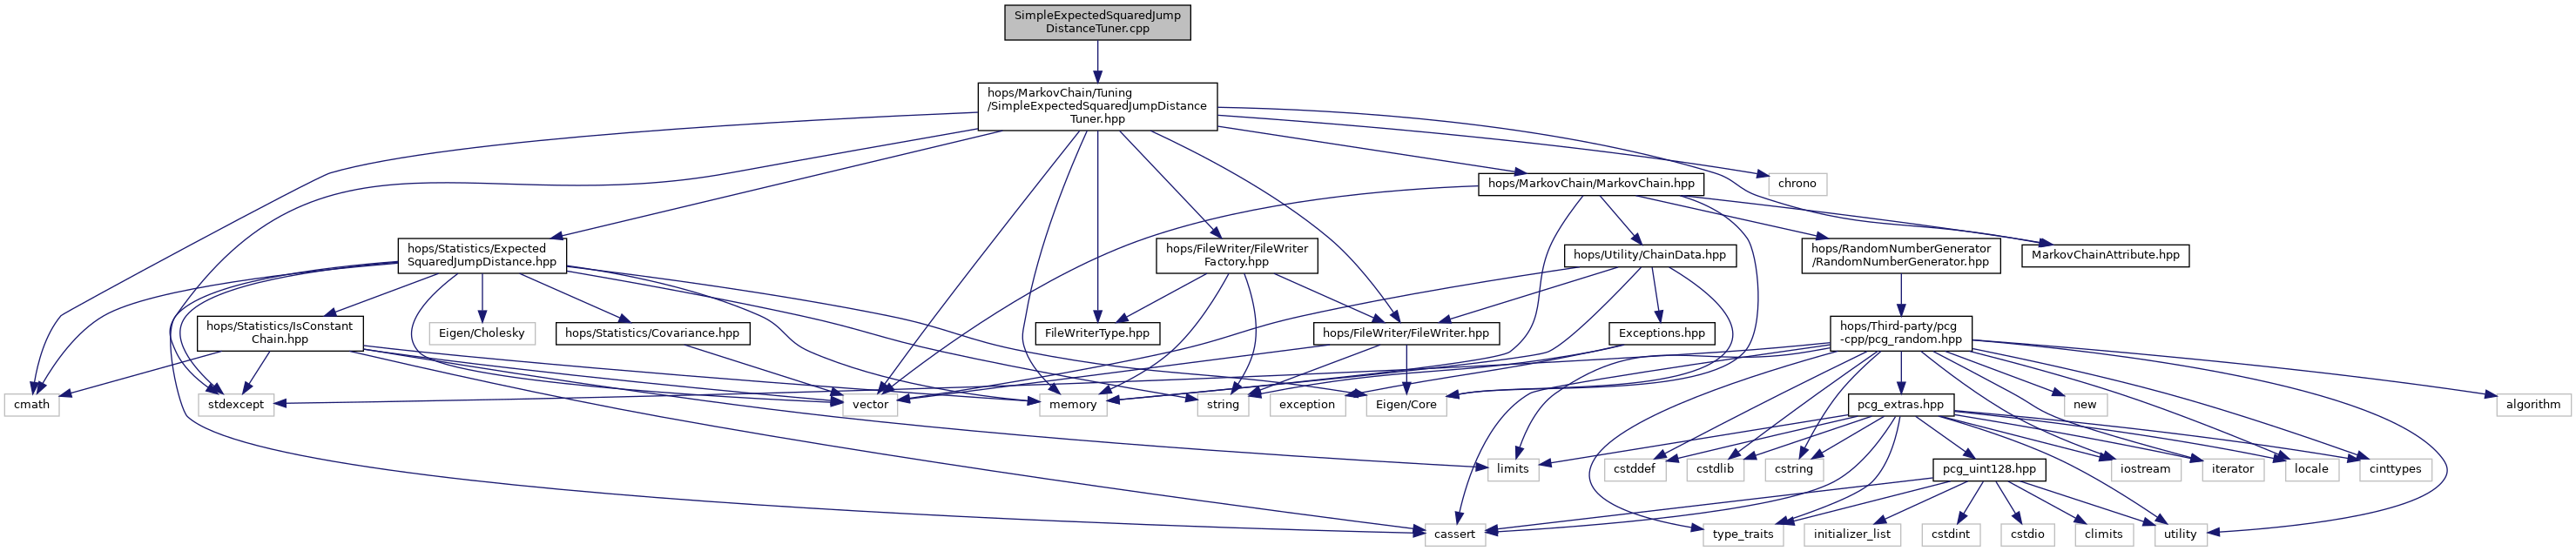 SimpleExpectedSquaredJump
DistanceTuner.cpp
hops/MarkovChain/Tuning
/SimpleExpectedSquaredJumpDistance
Tuner.hpp
hops/MarkovChain/MarkovChain.hpp
chrono
hops/Statistics/Expected
SquaredJumpDistance.hpp
hops/FileWriter/FileWriter
Factory.hpp
hops/Utility/ChainData.hpp
hops/RandomNumberGenerator
/RandomNumberGenerator.hpp
MarkovChainAttribute.hpp
hops/Statistics/IsConstant
Chain.hpp
Eigen/Cholesky
hops/Statistics/Covariance.hpp
FileWriterType.hpp
hops/FileWriter/FileWriter.hpp
Exceptions.hpp
hops/Third-party/pcg
-cpp/pcg_random.hpp
cmath
stdexcept
vector
memory
string
exception
Eigen/Core
pcg_extras.hpp
new
algorithm
limits
cstddef
cstdlib
cstring
pcg_uint128.hpp
iostream
iterator
locale
cinttypes
cassert
type_traits
initializer_list
cstdint
cstdio
climits
utility